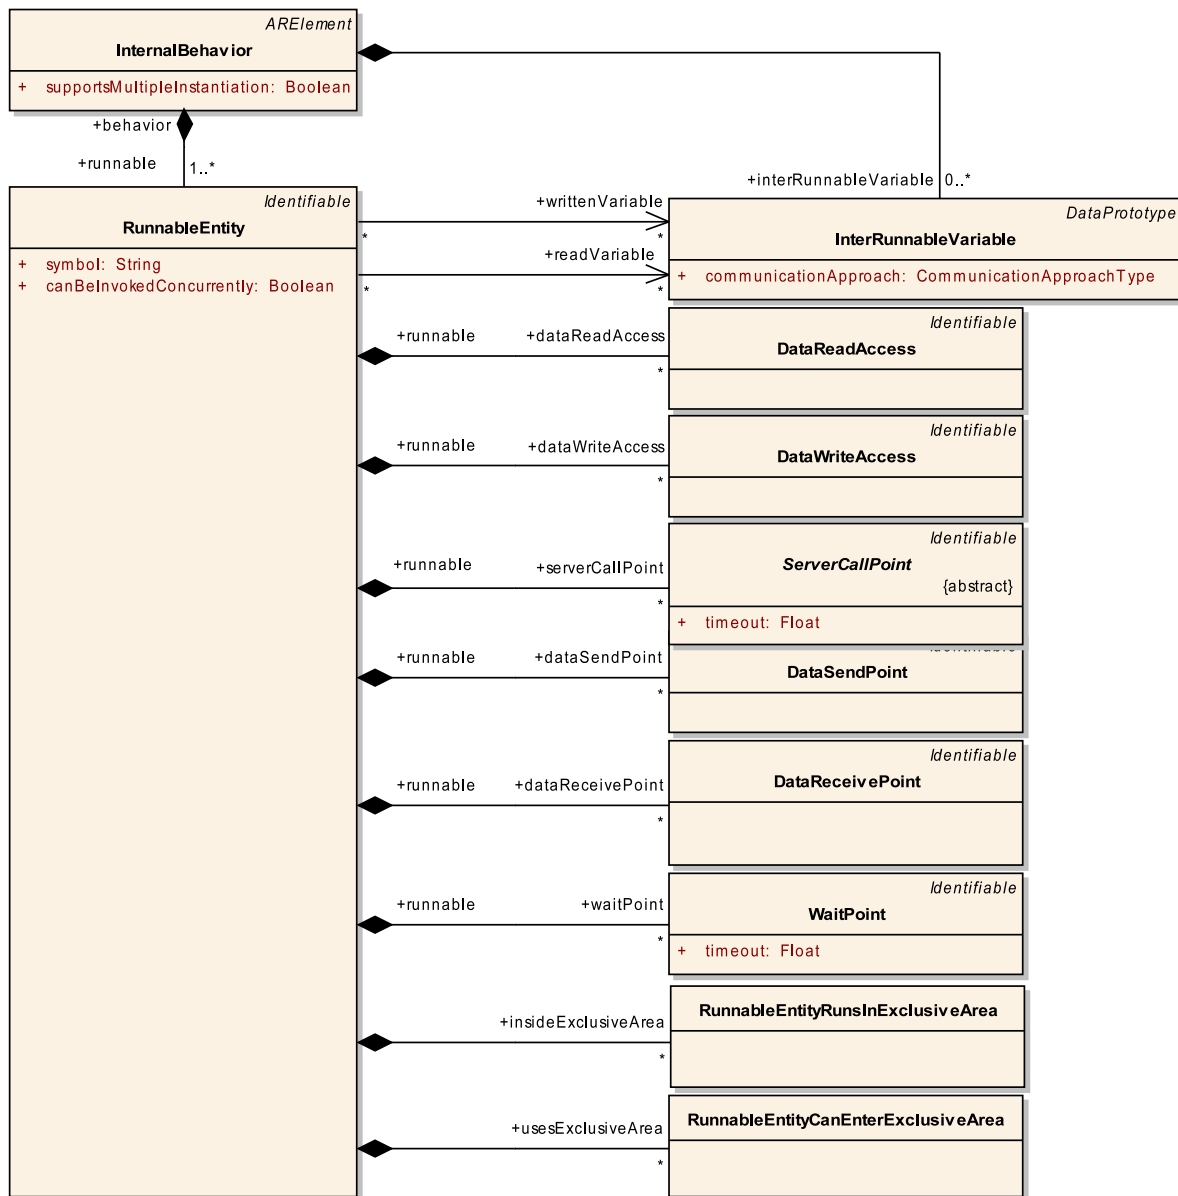 ARElement
InternalBehavior
+ supportsMultipleInstantiation: Boolean
+behavior
+runnable
1..*
+interRunnableVariable
0..*
Identifiable
RunnableEntity
+ symbol: String
+ canBeInvokedConcurrently: Boolean
+writtenVariable
*
*
+readVariable
*
*
DataPrototype
InterRunnableVariable
+ communicationApproach: CommunicationApproachType
+runnable
+dataReadAccess
*
Identifiable
DataReadAccess
+runnable
+dataWriteAccess
*
Identifiable
DataWriteAccess
+runnable
+serverCallPoint
*
Identifiable
ServerCallPoint
{abstract}
+ timeout: Float
+runnable
+dataSendPoint
*
Identifiable
DataSendPoint
+runnable
+dataReceivePoint
*
Identifiable
DataReceivePoint
+runnable
+waitPoint
*
Identifiable
WaitPoint
+ timeout: Float
+insideExclusiveArea
*
RunnableEntityRunsInExclusiveArea
+usesExclusiveArea
*
RunnableEntityCanEnterExclusiveArea